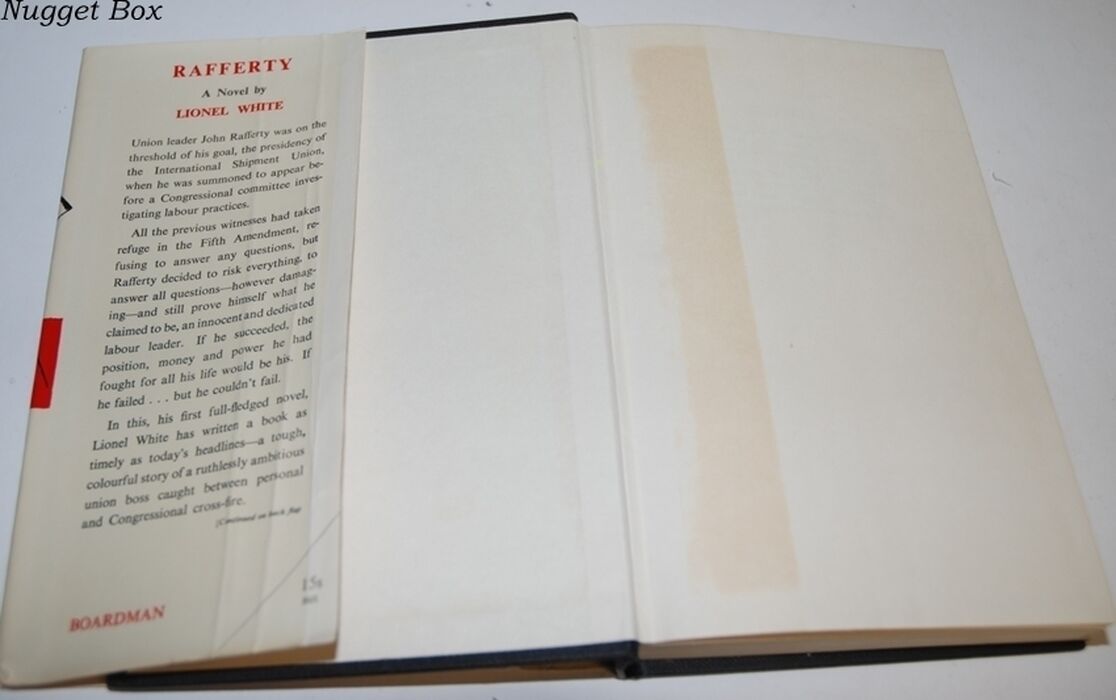 Nugget Box
RAFFERTY
A Novel by
LIONEL WHITE
Union leader John Rafferty was on the
threshold of his goal, the presidency of
the International Shipment Union,
when he was summoned to appear be-
fore a Congressional committee inves-
tigating labour practices.
All the previous witnesses had taken
refuge in the Fifth Amendment, re-
fusing to answer any questions, but
Rafferty decided to risk everything, to
answer all questions—however damag-
ing—and still prove himself what he
claimed to be, an innocent and dedicated
labour leader. If he succeeded, the
position, money and power he had
fought for all his life would be his. If
he failed . . . but he couldn't fail.
In this, his first full-fledged novel,
Lionel White has written a book as
timely as today's headlines—a tough,
colourful story of a ruthlessly ambitious
union boss caught between personal
and Congressional cross-fire.
[Continued on back flap
15s
BOARDMAN